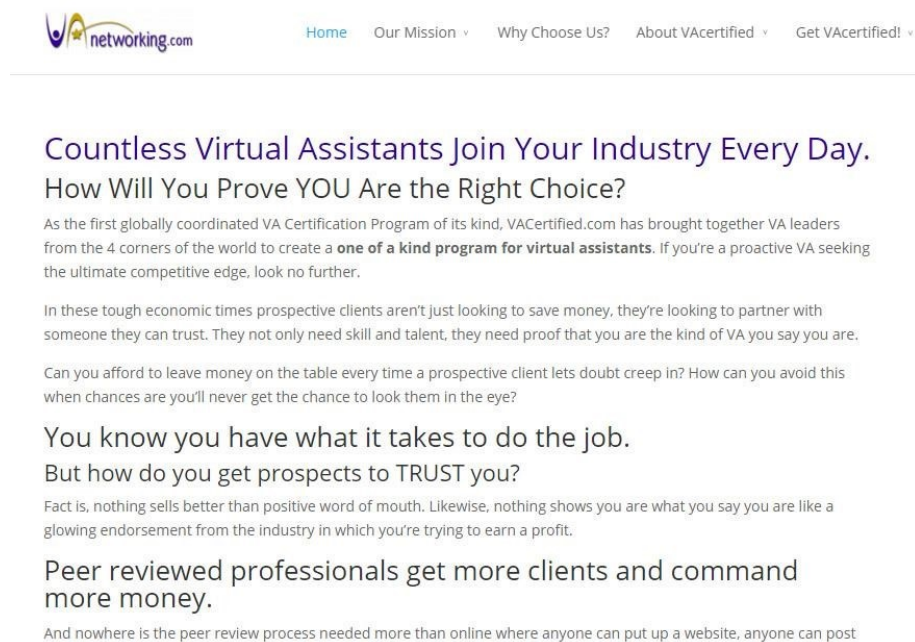 VA networking.com
Home Our Mission Why Choose Us? About VAcertified Get VAcertified!
Countless Virtual Assistants Join Your Industry Every Day.
How Will You Prove YOU Are the Right Choice?
As the first globally coordinated VA Certification Program of its kind, VACertified.com has brought together VA leaders
from the 4 corners of the world to create a one of a kind program for virtual assistants. If you're a proactive VA seeking
the ultimate competitive edge, look no further.
In these tough economic times prospective clients aren't just looking to save money, they're looking to partner with
someone they can trust. They not only need skill and talent, they need proof that you are the kind of VA you say you are.
Can you afford to leave money on the table every time a prospective client lets doubt creep in? How can you avoid this
when chances are you'll never get the chance to look them in the eye?
You know you have what it takes to do the job.
But how do you get prospects to TRUST you?
Fact is, nothing sells better than positive word of mouth. Likewise, nothing shows you are what you say you are like a
glowing endorsement from the industry in which you're trying to earn a profit.
Peer reviewed professionals get more clients and command
more money.
And nowhere is the peer review process needed more than online where anyone can put up a website, anyone can post